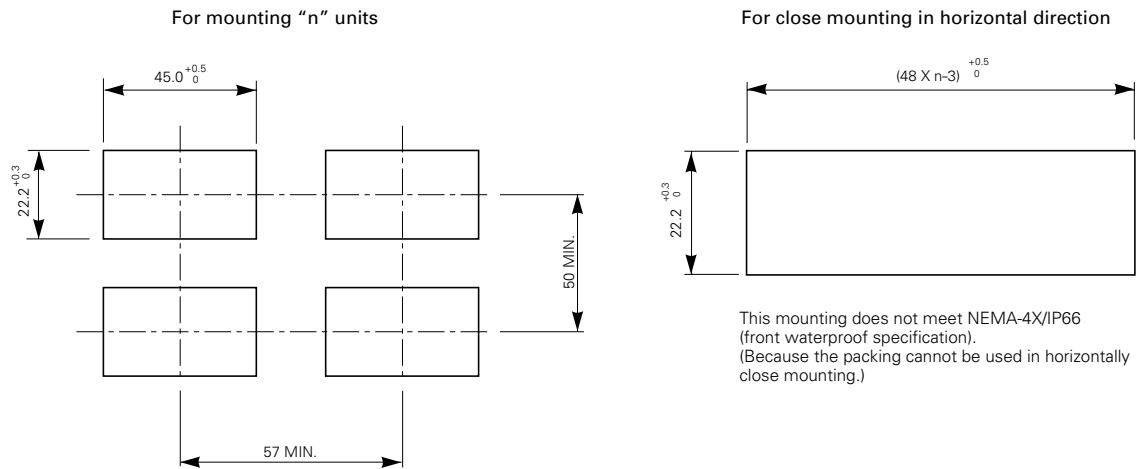 For mounting “n” units
45.0 +0.5 0
22.2 +0.3 0
50 MIN.
57 MIN.
For close mounting in horizontal direction
(48 X n-3) +0.5 0
22.2 +0.3 0
This mounting does not meet NEMA-4X/IP66
(front waterproof specification).
(Because the packing cannot be used in horizontally
close mounting.)